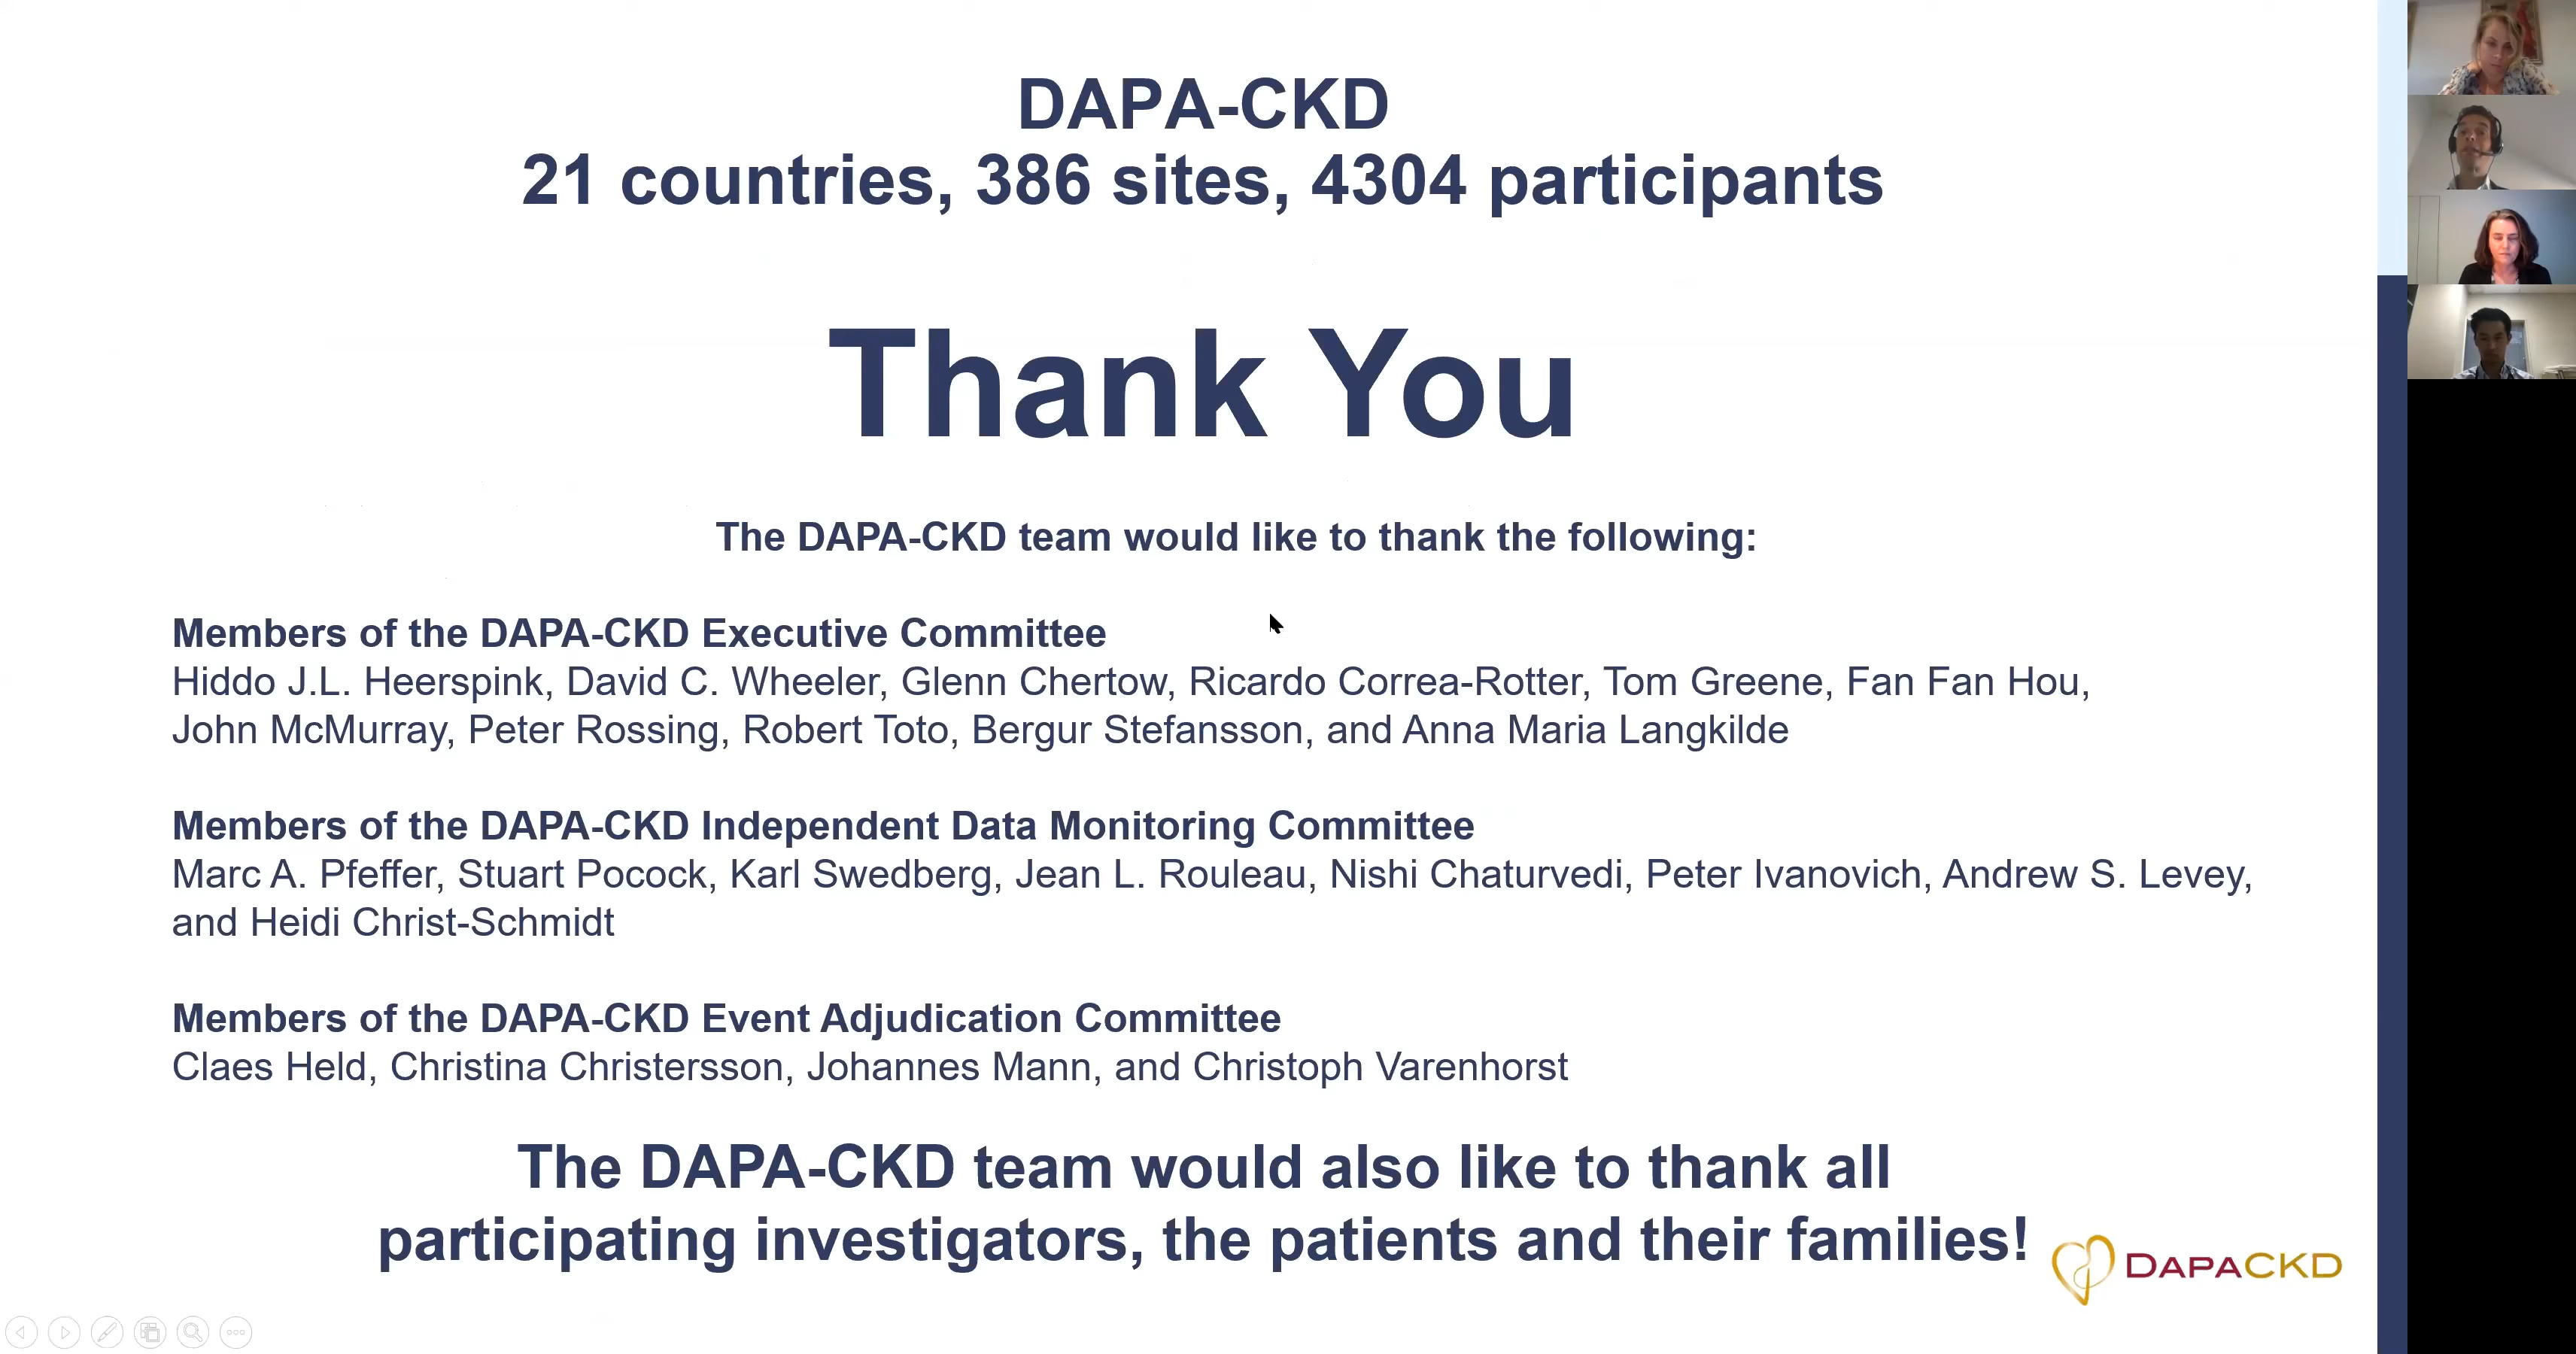 DAPA-CKD
21 countries, 386 sites, 4304 participants
Thank You
The DAPA-CKD team would like to thank the following:
Members of the DAPA-CKD Executive Committee
Hiddo J.L. Heerspink, David C. Wheeler, Glenn Chertow, Ricardo Correa-Rotter, Tom Greene, Fan Fan Hou,
John McMurray, Peter Rossing, Robert Toto, Bergur Stefansson, and Anna Maria Langkilde
Members of the DAPA-CKD Independent Data Monitoring Committee
Marc A. Pfeffer, Stuart Pocock, Karl Swedberg, Jean L. Rouleau, Nishi Chaturvedi, Peter Ivanovich, Andrew S. Levey,
and Heidi Christ-Schmidt
Members of the DAPA-CKD Event Adjudication Committee
Claes Held, Christina Christersson, Johannes Mann, and Christoph Varenhorst
The DAPA-CKD team would also like to thank all
participating investigators, the patients and their families!
DAPACKD